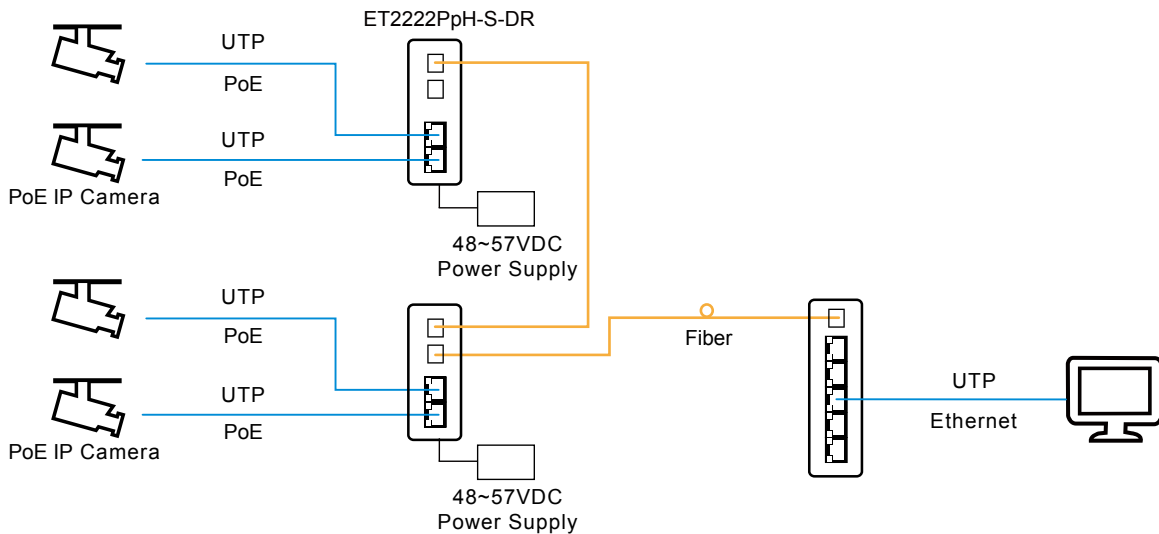 ET2222PpH-S-DR
UTP
PoE
UTP
PoE
PoE IP Camera
48~57VDC
Power Supply
UTP
PoE
UTP
PoE
PoE IP Camera
48~57VDC
Power Supply
Fiber
UTP
Ethernet